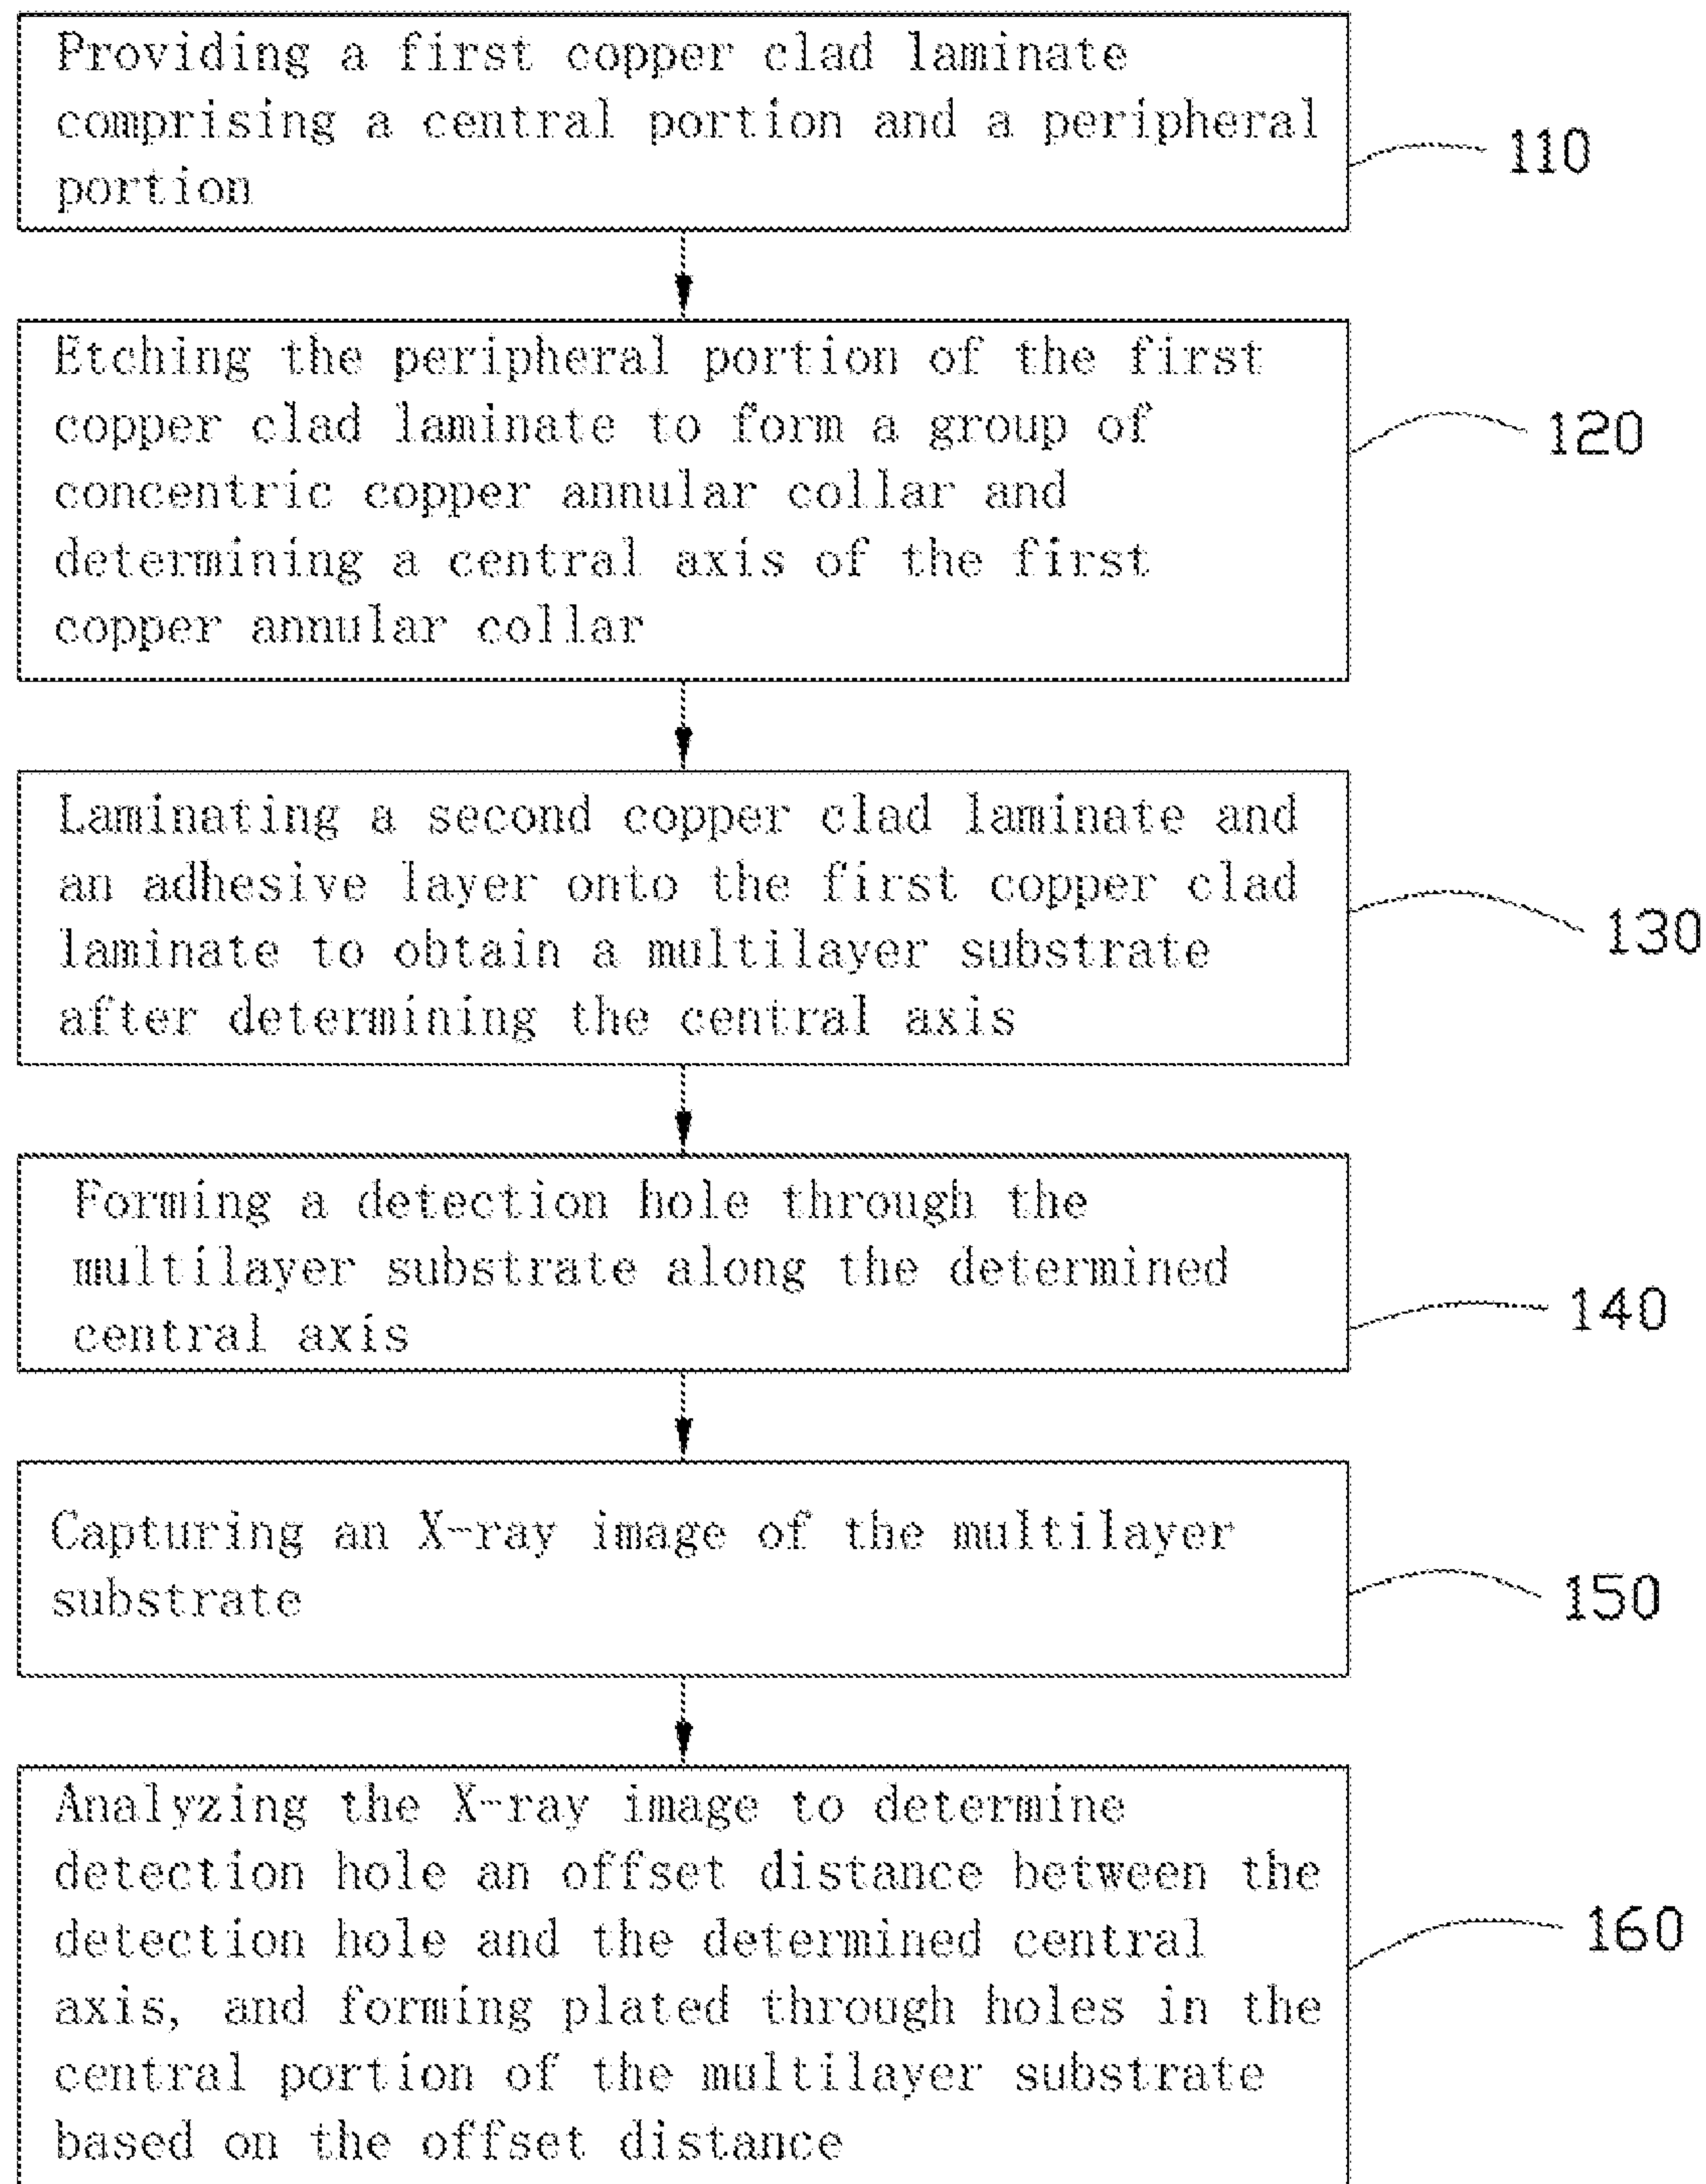 Providing a first copper clad laminate
comprising a central portion and a peripheral
portion
110
Etching the peripheral portion of the first
copper clad laminate to form a group of
concentric copper annular collar and
determining a central axis of the first
copper annular collar
120
Laminating a second copper clad laminate and
an adhesive layer onto the first copper clad
laminate to obtain a multilayer substrate
after determining the central axis
130
Forming a detection hole through the
multilayer substrate along the determined
central axis
140
Capturing an X-ray image of the multilayer
substrate
150
Analyzing the X-ray image to determine
detection hole an offset distance between the
detection hole and the determined central
axis, and forming plated through holes in the
central portion of the multilayer substrate
based on the offset distance
160